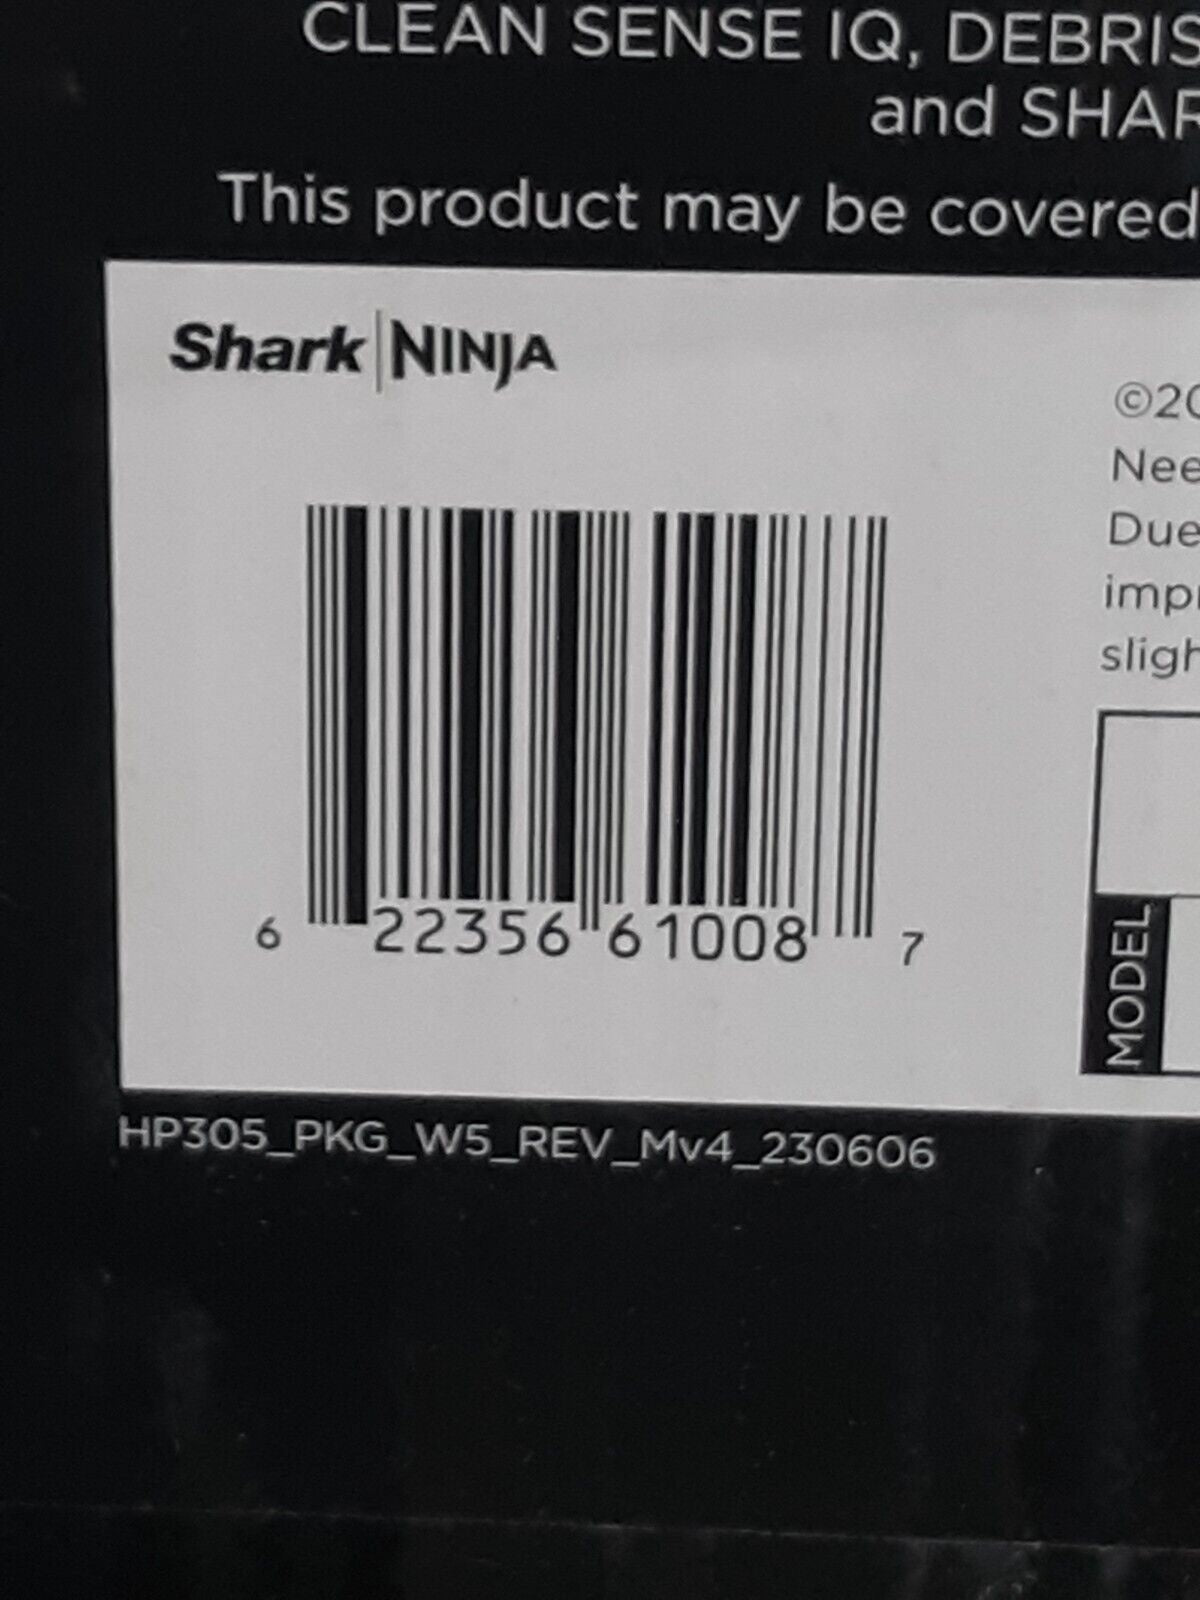 CLEAN SENSE IQ, DEBRIS
and SHAR
This product may be covered
Shark NINJA
©20
Nee
Due
imp
sligh
6 22356 61008 7
MODEL
HP305_PKG_W5_REV_Mv4_230606